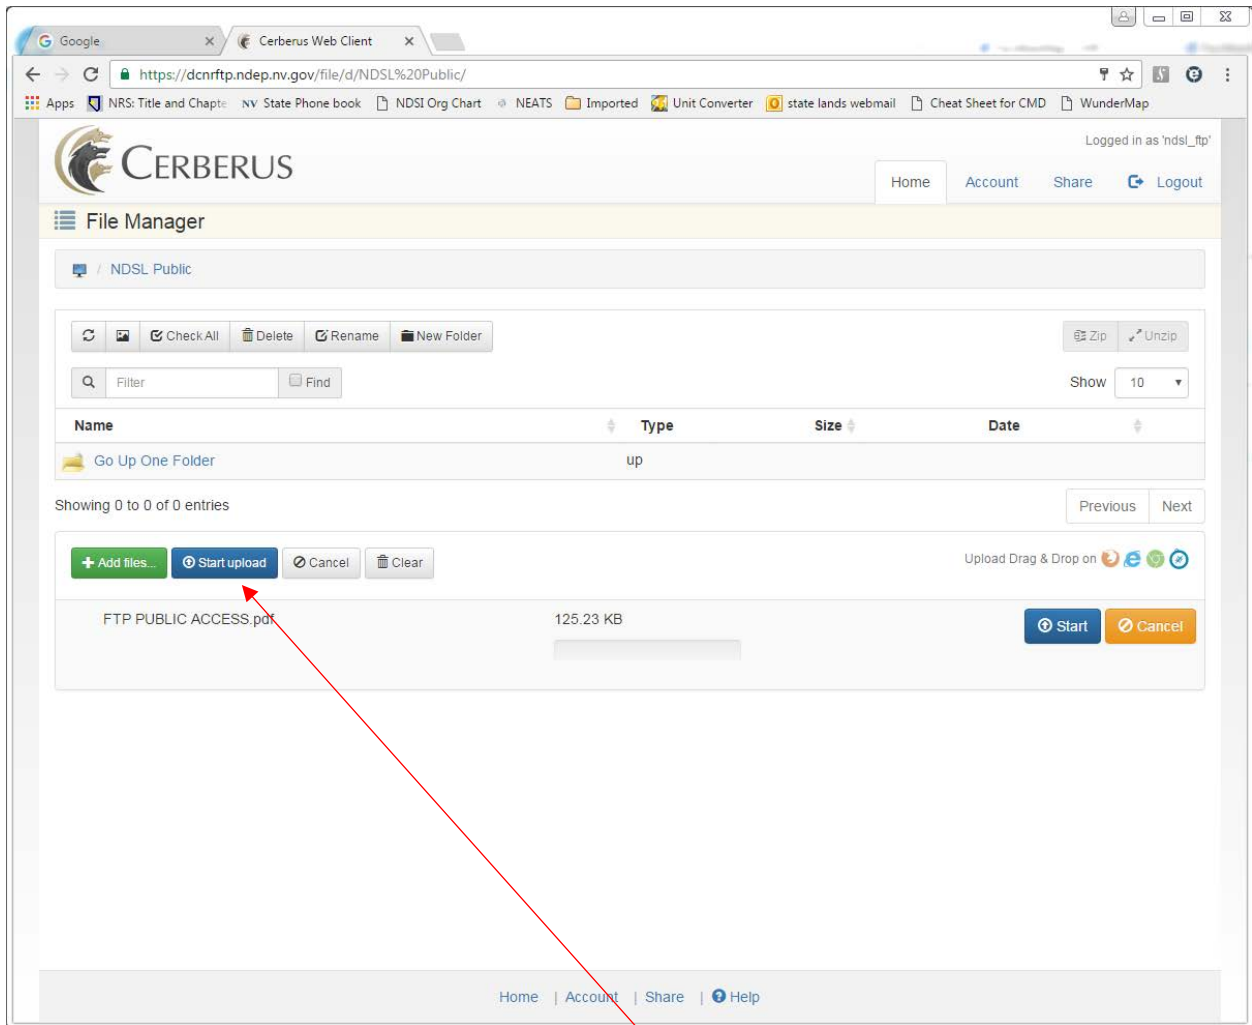 Google
Cerberus Web Client
https://dcnrftp.ndep.nv.gov/file/d/NDSL%20Public/
Apps NRS: Title and Chapte NV State Phone book NDSl Org Chart NEATS Imported Unit Converter state lands webmail Cheat Sheet for CMD WunderMap
Logged in as 'ndsl_ftp'
CERBERUS
Home Account Share Logout
File Manager
/ NDSL Public
Check All Delete Rename New Folder Zip Unzip
Filter Find Show 10
Name Type Size Date
Go Up One Folder up
Showing 0 to 0 of 0 entries Previous Next
+ Add files... Start upload Cancel Clear Upload Drag & Drop on
FTP PUBLIC ACCESS.pdf 125.23 KB Start Cancel
Home | Account | Share | Help